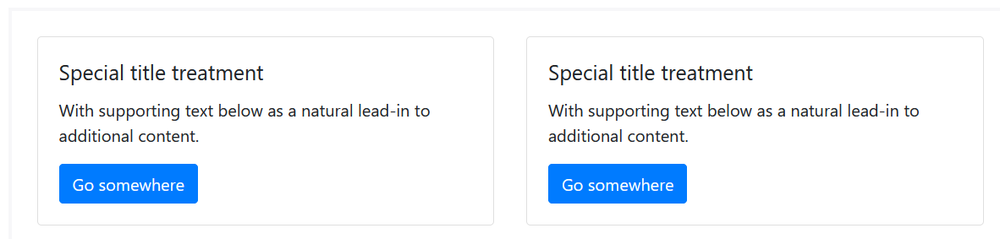 Special title treatment
With supporting text below as a natural lead-in to
additional content.
Go somewhere
Special title treatment
With supporting text below as a natural lead-in to
additional content.
Go somewhere